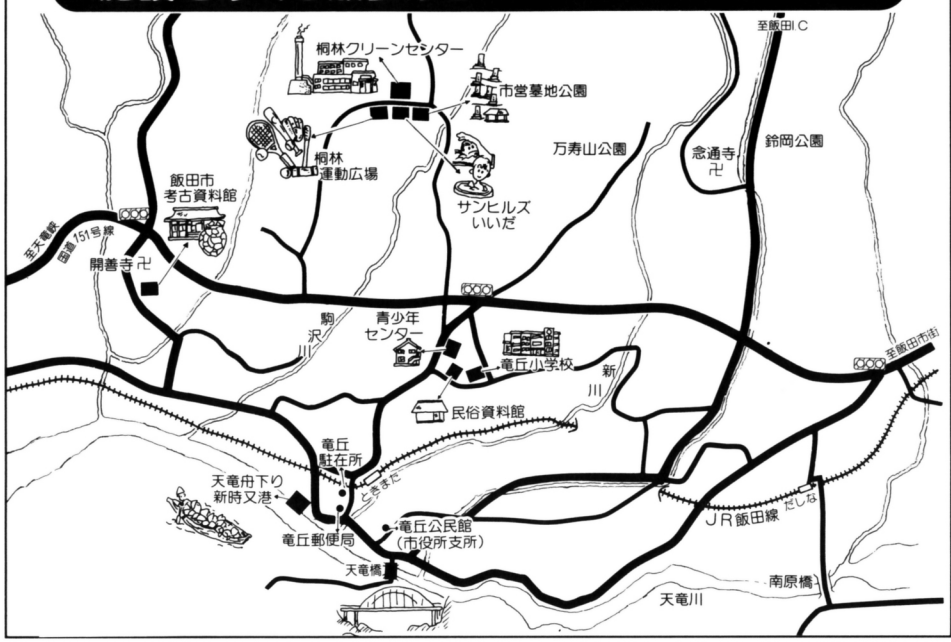 至飯田I.C
桐林クリーンセンター
市営墓地公園
万寿山公園
念通寺
卍
鈴岡公園
桐林
運動広場
飯田市
考古資料館
サンヒルズ
いいだ
至天竜峡
国道151号線
開善寺卍
駒沢川
青少年
センター
竜丘小学校
新川
至飯田市街
民俗資料館
竜丘
駐在所
ときまた
天竜舟下り
新時又港
JR飯田線
だしな
竜丘郵便局
竜丘公民館
(市役所支所)
天竜橋
天竜川
南原橋